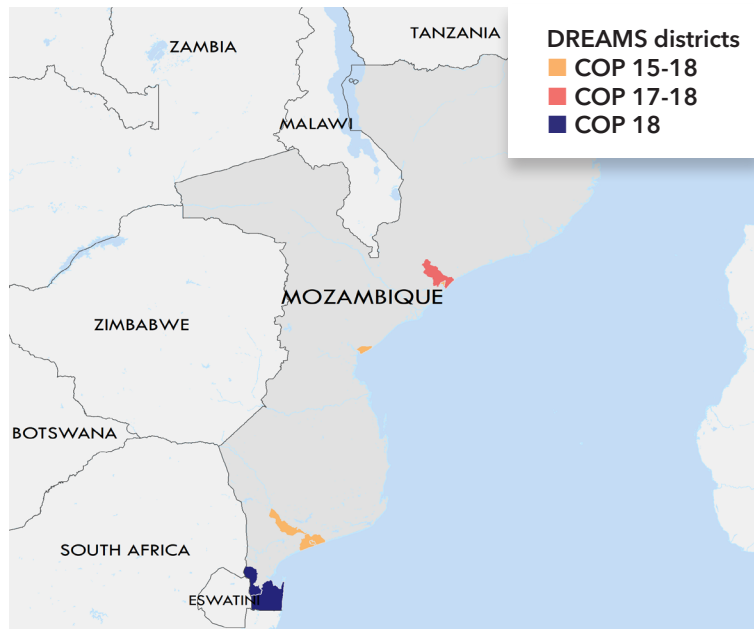 ZAMBIA
TANZANIA
DREAMS districts
COP 15-18
COP 17-18
COP 18
MALAWI
MOZAMBIQUE
ZIMBABWE
BOTSWANA
SOUTH AFRICA
ESWATINI